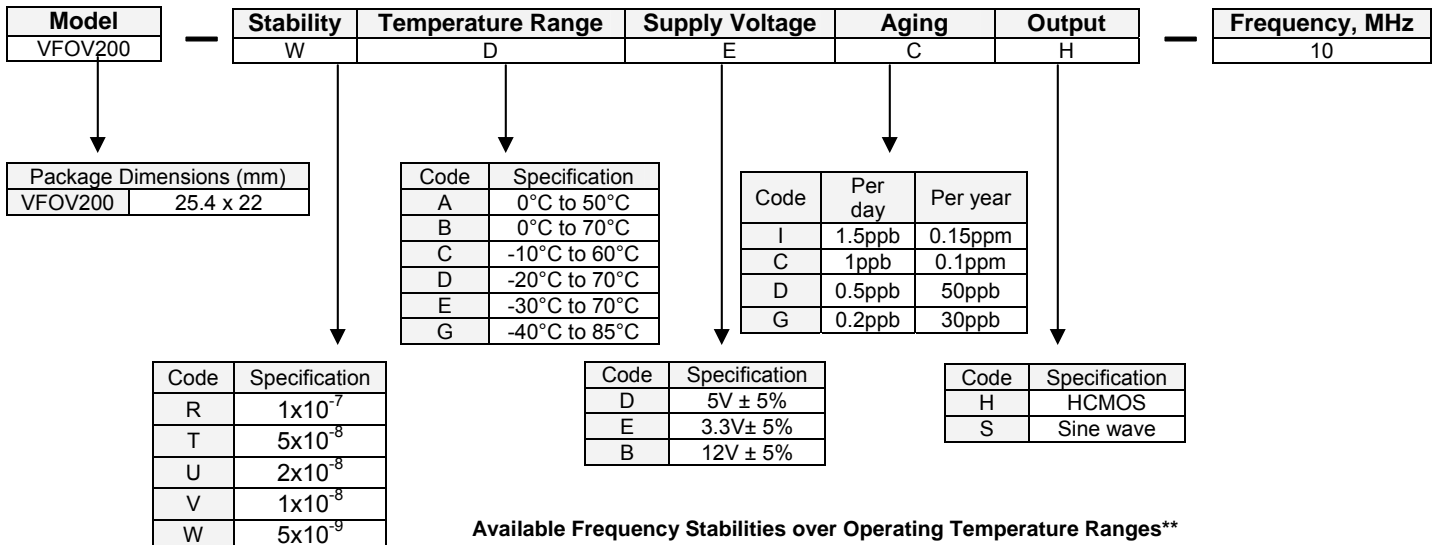 Model
VFOV200
—
Stability Temperature Range Supply Voltage Aging Output
W D E C H
—
Frequency, MHz
10
Package Dimensions (mm)
VFOV200 25.4 x 22
Code Specification
A 0°C to 50°C
B 0°C to 70°C
C -10°C to 60°C
D -20°C to 70°C
E -30°C to 70°C
G -40°C to 85°C
Code Per day Per year
I 1.5ppb 0.15ppm
C 1ppb 0.1ppm
D 0.5ppb 50ppb
G 0.2ppb 30ppb
Code Specification
R 1x10⁻⁷
T 5x10⁻⁸
U 2x10⁻⁸
V 1x10⁻⁸
W 5x10⁻⁹
Code Specification
D 5V ± 5%
E 3.3V± 5%
B 12V ± 5%
Code Specification
H HCMOS
S Sine wave
Available Frequency Stabilities over Operating Temperature Ranges**